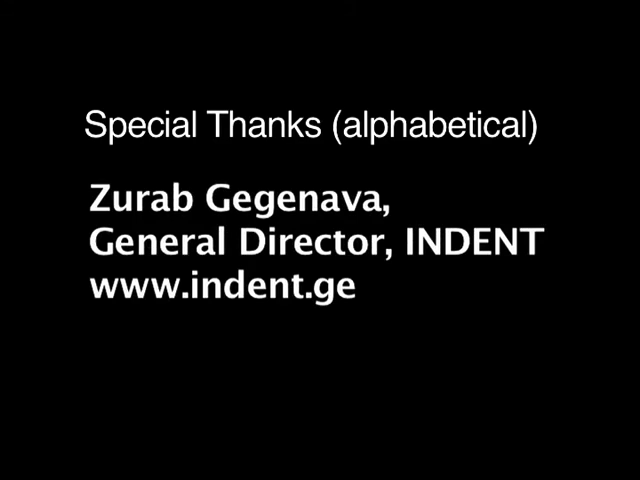 Special Thanks (alphabetical)
Zurab Gegenava,
General Director, INDENT
www.indent.ge